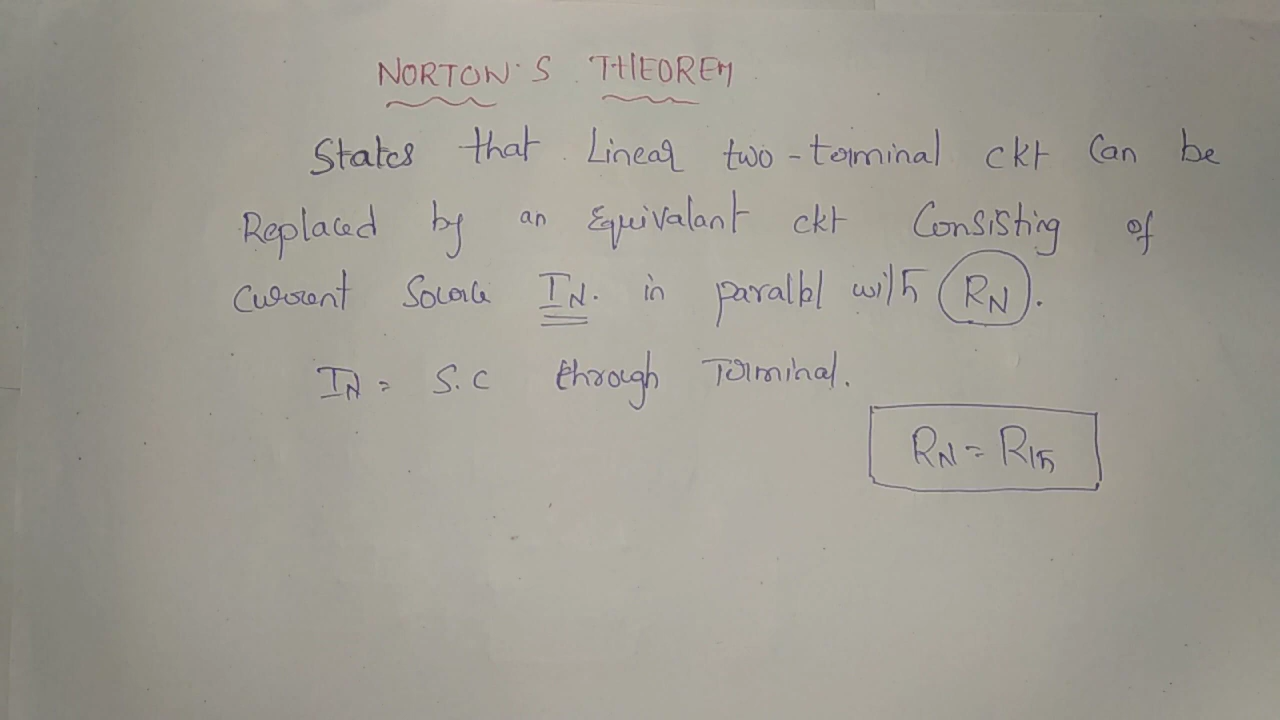 NORTON'S THEOREM
States that Linear two-terminal ckt can be
Replaced by an Equivalant ckt Consisting of
current Source IN. in parallel with RN.
IN = S.C through Terminal.
RN = RTh